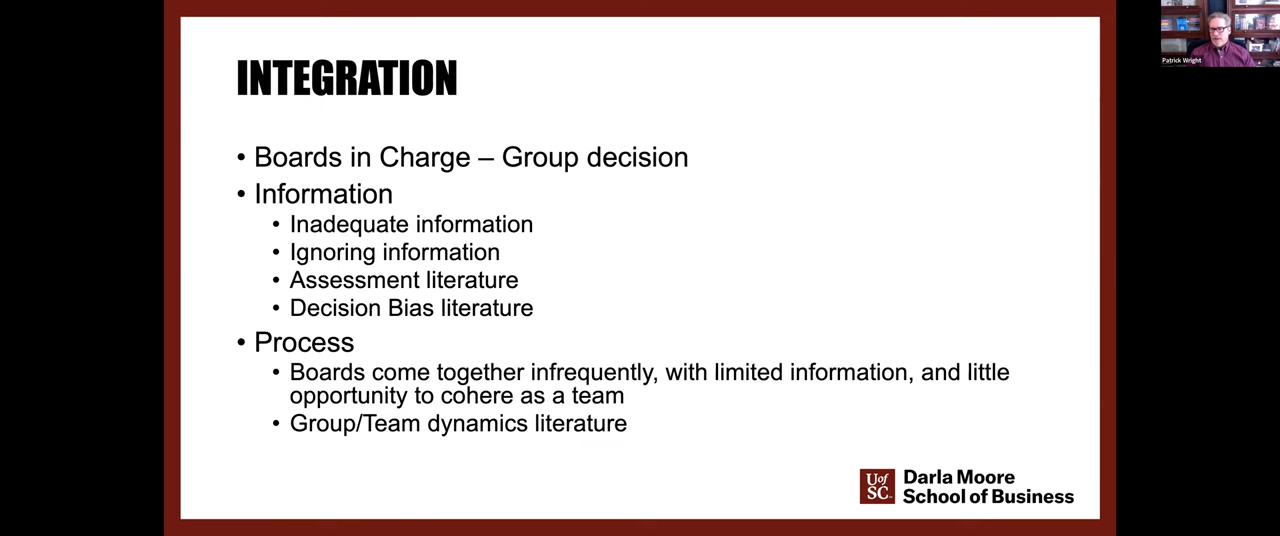 INTEGRATION
• Boards in Charge – Group decision
• Information
• Inadequate information
• Ignoring information
• Assessment literature
• Decision Bias literature
• Process
• Boards come together infrequently, with limited information, and little
opportunity to cohere as a team
• Group/Team dynamics literature
UofSC
Darla Moore
School of Business
Patrick Wright